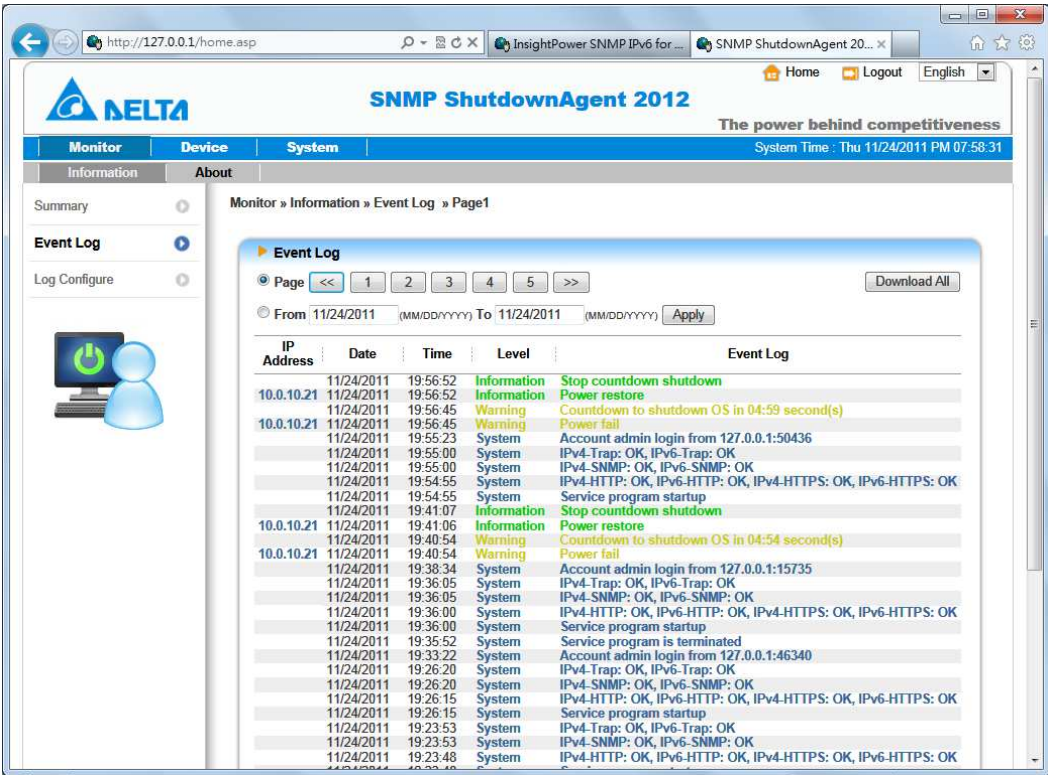 http://127.0.0.1/home.asp
InsightPower SNMP IPv6 for ...
SNMP ShutdownAgent 20...
Home Logout English
DELTA
SNMP ShutdownAgent 2012
The power behind competitiveness
Monitor Device System System Time : Thu 11/24/2011 PM 07:58:31
Information About
Summary
Event Log
Log Configure
Monitor » Information » Event Log » Page1
Event Log
Page << 1 2 3 4 5 >> Download All
From 11/24/2011 (MM/DD/YYYY) To 11/24/2011 (MM/DD/YYYY) Apply
IP Address Date Time Level Event Log
11/24/2011 19:56:52 Information Stop countdown shutdown
10.0.10.21 11/24/2011 19:56:52 Information Power restore
11/24/2011 19:56:45 Warning Countdown to shutdown OS in 04:59 second(s)
10.0.10.21 11/24/2011 19:56:45 Warning Power fail
11/24/2011 19:55:23 System Account admin login from 127.0.0.1:50436
11/24/2011 19:55:00 System IPv4-Trap: OK, IPv6-Trap: OK
11/24/2011 19:55:00 System IPv4-SNMP: OK, IPv6-SNMP: OK
11/24/2011 19:54:55 System IPv4-HTTP: OK, IPv6-HTTP: OK, IPv4-HTTPS: OK, IPv6-HTTPS: OK
11/24/2011 19:54:55 System Service program startup
11/24/2011 19:41:07 Information Stop countdown shutdown
10.0.10.21 11/24/2011 19:41:06 Information Power restore
11/24/2011 19:40:54 Warning Countdown to shutdown OS in 04:54 second(s)
10.0.10.21 11/24/2011 19:40:54 Warning Power fail
11/24/2011 19:38:34 System Account admin login from 127.0.0.1:15735
11/24/2011 19:36:05 System IPv4-Trap: OK, IPv6-Trap: OK
11/24/2011 19:36:05 System IPv4-SNMP: OK, IPv6-SNMP: OK
11/24/2011 19:36:00 System IPv4-HTTP: OK, IPv6-HTTP: OK, IPv4-HTTPS: OK, IPv6-HTTPS: OK
11/24/2011 19:36:00 System Service program startup
11/24/2011 19:35:52 System Service program is terminated
11/24/2011 19:33:22 System Account admin login from 127.0.0.1:46340
11/24/2011 19:26:20 System IPv4-Trap: OK, IPv6-Trap: OK
11/24/2011 19:26:20 System IPv4-SNMP: OK, IPv6-SNMP: OK
11/24/2011 19:26:15 System IPv4-HTTP: OK, IPv6-HTTP: OK, IPv4-HTTPS: OK, IPv6-HTTPS: OK
11/24/2011 19:26:15 System Service program startup
11/24/2011 19:23:53 System IPv4-Trap: OK, IPv6-Trap: OK
11/24/2011 19:23:53 System IPv4-SNMP: OK, IPv6-SNMP: OK
11/24/2011 19:23:48 System IPv4-HTTP: OK, IPv6-HTTP: OK, IPv4-HTTPS: OK, IPv6-HTTPS: OK